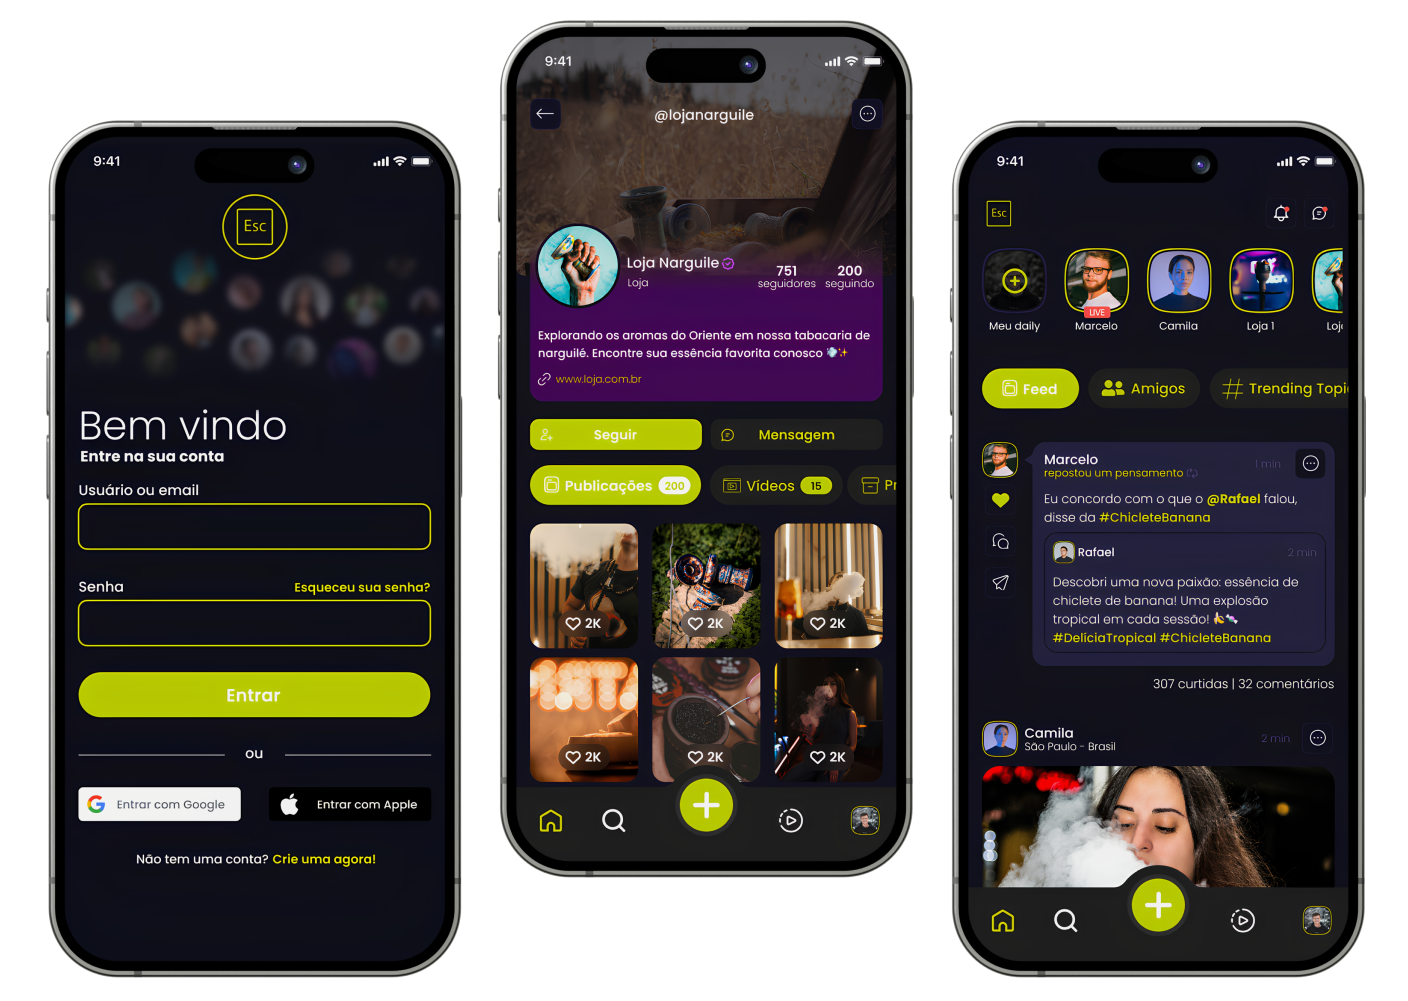 9:41
Esc
Bem vindo
Entre na sua conta
Usuário ou email
Senha
Esqueceu sua senha?
Entrar
ou
Entrar com Google
Entrar com Apple
Não tem uma conta? Crie uma agora!
9:41
@lojanarguile
Loja Narguile
Loja
751
seguidores
200
seguindo
Explorando os aromas do Oriente em nossa tabacaria de
narguilé. Encontre sua essência favorita conosco 💨✨
www.loja.com.br
Seguir
Mensagem
Publicações 200
Vídeos 15
Pr
2K
2K
2K
2K
2K
2K
9:41
Esc
LIVE
Meu daily
Marcelo
Camila
Loja 1
Loj
Feed
Amigos
Trending Topi
Marcelo
repostou um pensamento
1 min
Eu concordo com o que o @Rafael falou,
disse da #ChicleteBanana
Rafael
2 min
Descobri uma nova paixão: essência de
chiclete de banana! Uma explosão
tropical em cada sessão! 🍌🍬
#DelíciaTropical #ChicleteBanana
307 curtidas | 32 comentários
Camila
São Paulo - Brasil
2 min